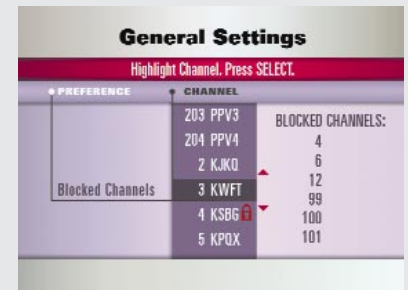 General Settings
Highlight Channel. Press SELECT.
PREFERENCE
CHANNEL
203 PPV3
204 PPV4
2 KJKQ
Blocked Channels
3 KWFT
4 KSBG
5 KPQX
BLOCKED CHANNELS:
4
6
12
99
100
101